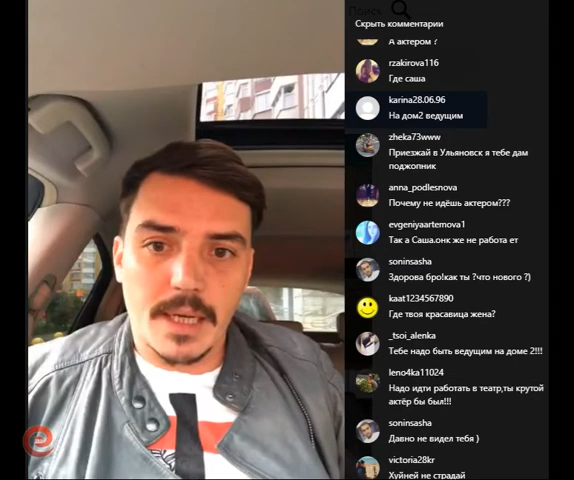 Поиск
Скрыть комментарии
А актером ?
rzakirova116
Где саша
karina28.06.96
На дом2 ведущим
zheka73www
Приезжай в Ульяновск я тебе дам
поджопник
anna_podlesnova
Почему не идёшь актером???
evgeniyaartemova1
Так а Саша.онк же не работа ет
soninsasha
Здорова бро!как ты ?что нового ?)
kaat1234567890
Где твоя красавица жена?
_tsoi_alenka
Тебе надо быть ведущим на доме 2!!!
leno4ka11024
Надо идти работать в театр,ты крутой
актёр бы был!!!
soninsasha
Давно не видел тебя )
victoria28kr
Хуйней не страдай